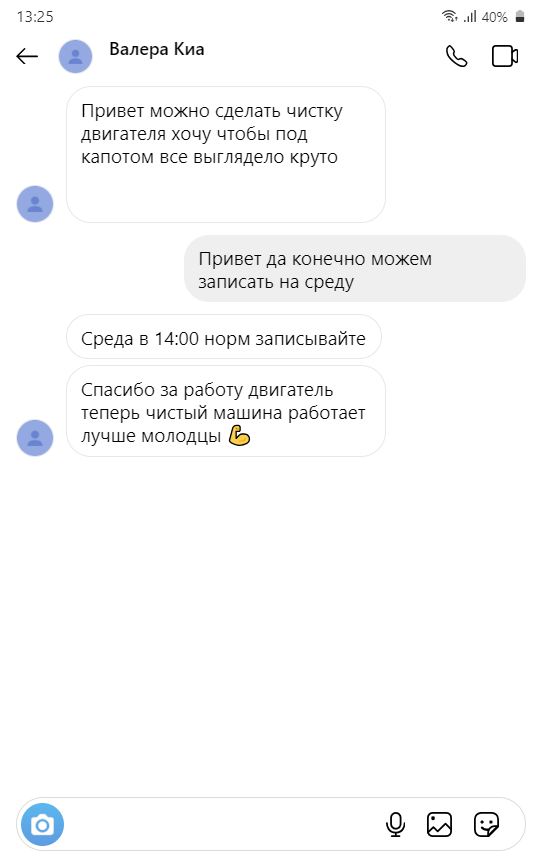 13:25
40%
Валера Киа
Привет можно сделать чистку
двигателя хочу чтобы под
капотом все выглядело круто
Привет да конечно можем
записать на среду
Среда в 14:00 норм записывайте
Спасибо за работу двигатель
теперь чистый машина работает
лучше молодцы 💪